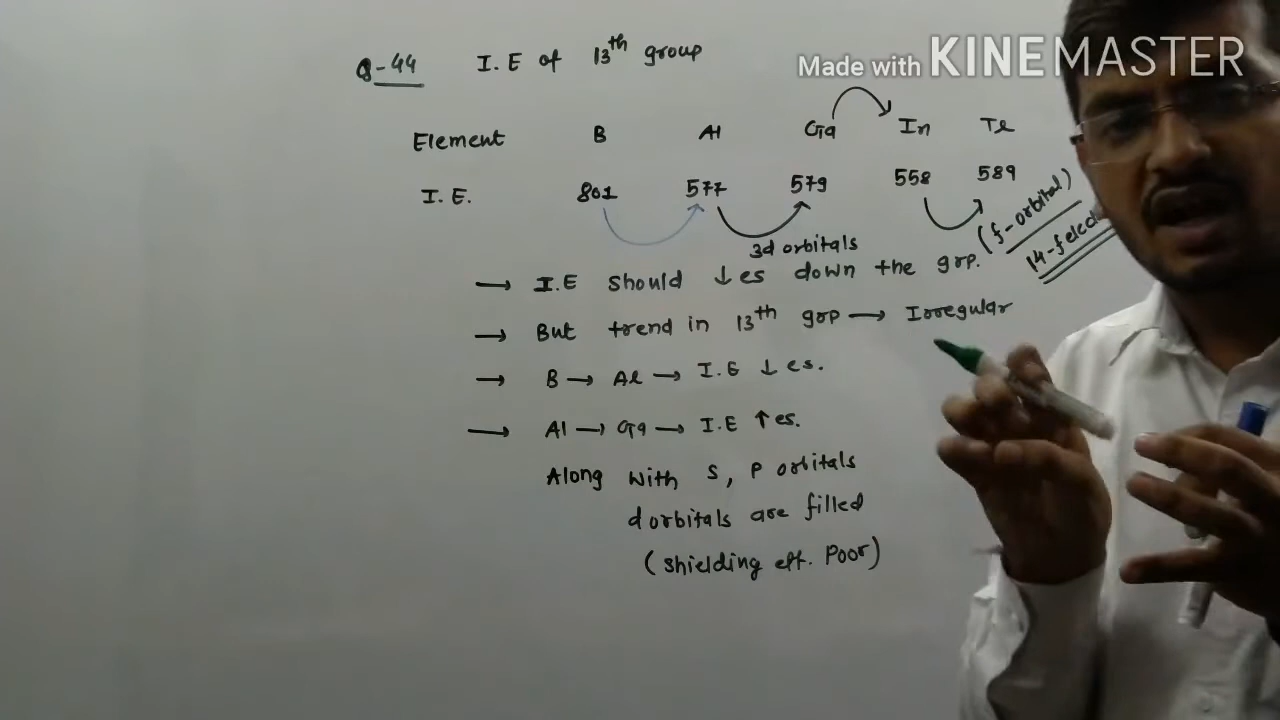 Q-44 I.E of 13th group
Made with KINEMASTER
Element B Al Ga In Tl
I.E. 801 577 579 558 589
3d orbitals
(f-orbital)
14-f
→ I.E should ↓es down the grp.
→ But trend in 13th grp → Irregular
→ B → Al → I.E ↓es.
→ Al → Ga → I.E ↑es.
Along with s, p orbitals
d orbitals are filled
(shielding eff. Poor)